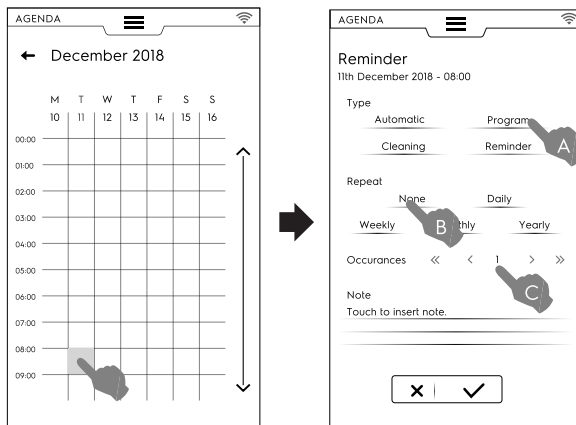 AGENDA
December 2018
M T W T F S S
10 11 12 13 14 15 16
00:00
01:00
02:00
03:00
04:00
05:00
06:00
07:00
08:00
09:00
AGENDA
Reminder
11th December 2018 - 08:00
Type
Automatic Program
Cleaning Reminder
A
Repeat
None Daily
Weekly thly Yearly
B
Occurances « < 1 > »
C
Note
Touch to insert note.